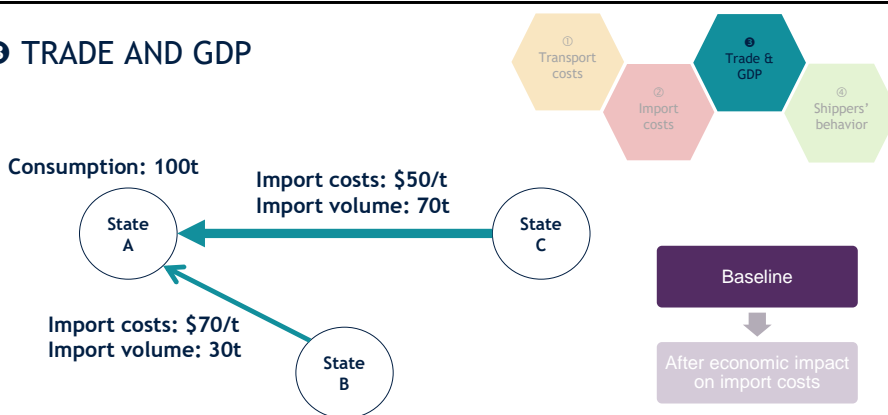 ❸ TRADE AND GDP
①
Transport
costs
②
Import
costs
❸
Trade &
GDP
④
Shippers'
behavior
Consumption: 100t
Import costs: $50/t
Import volume: 70t
State
A
State
C
Import costs: $70/t
Import volume: 30t
State
B
Baseline
After economic impact
on import costs